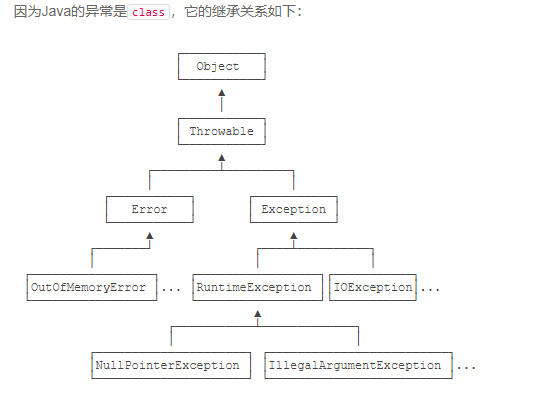 因为Java的异常是class，它的继承关系如下：
Object
Throwable
Error Exception
OutOfMemoryError ... RuntimeException IOException ...
NullPointerException IllegalArgumentException ...